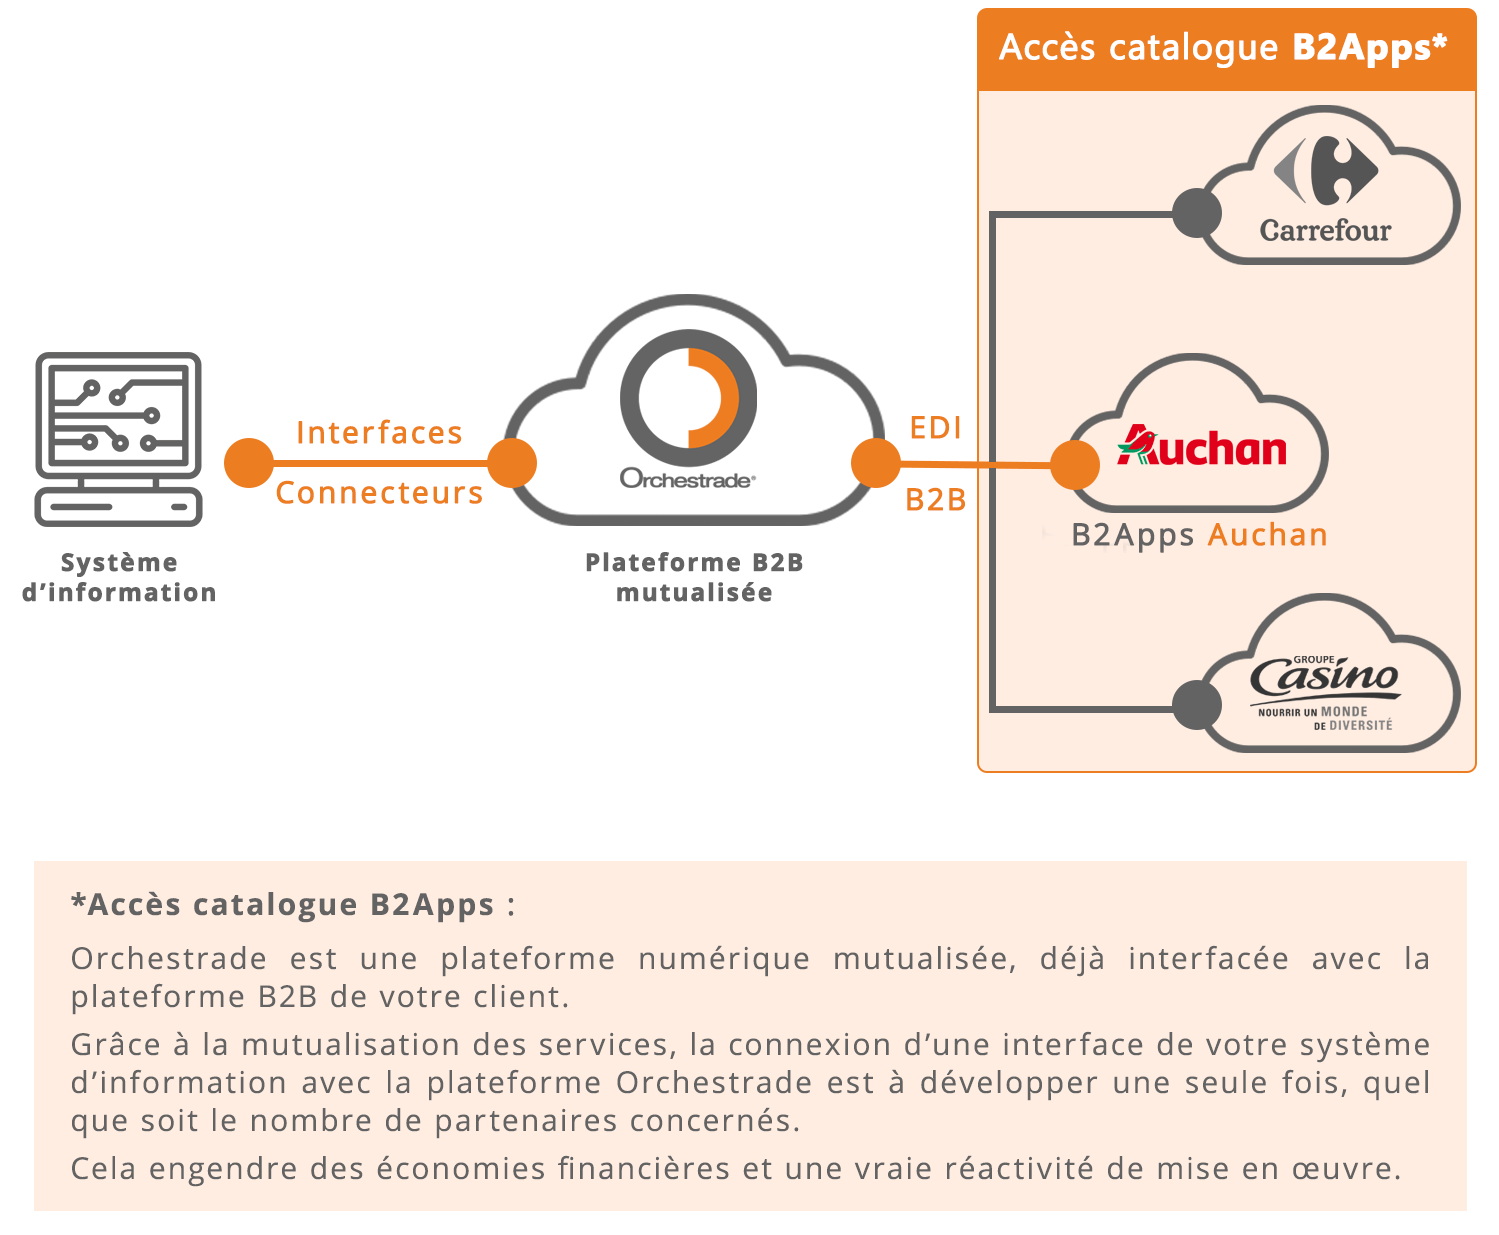 Accès catalogue B2Apps*
Carrefour
Interfaces
Connecteurs
Orchestrade®
EDI
B2B
Auchan
B2Apps Auchan
Système
d’information
Plateforme B2B
mutualisée
GROUPE
Casino
NOURRIR UN MONDE
DE DIVERSITÉ
*Accès catalogue B2Apps :
Orchestrade est une plateforme numérique mutualisée, déjà interfacée avec la
plateforme B2B de votre client.
Grâce à la mutualisation des services, la connexion d’une interface de votre système
d’information avec la plateforme Orchestrade est à développer une seule fois, quel
que soit le nombre de partenaires concernés.
Cela engendre des économies financières et une vraie réactivité de mise en œuvre.